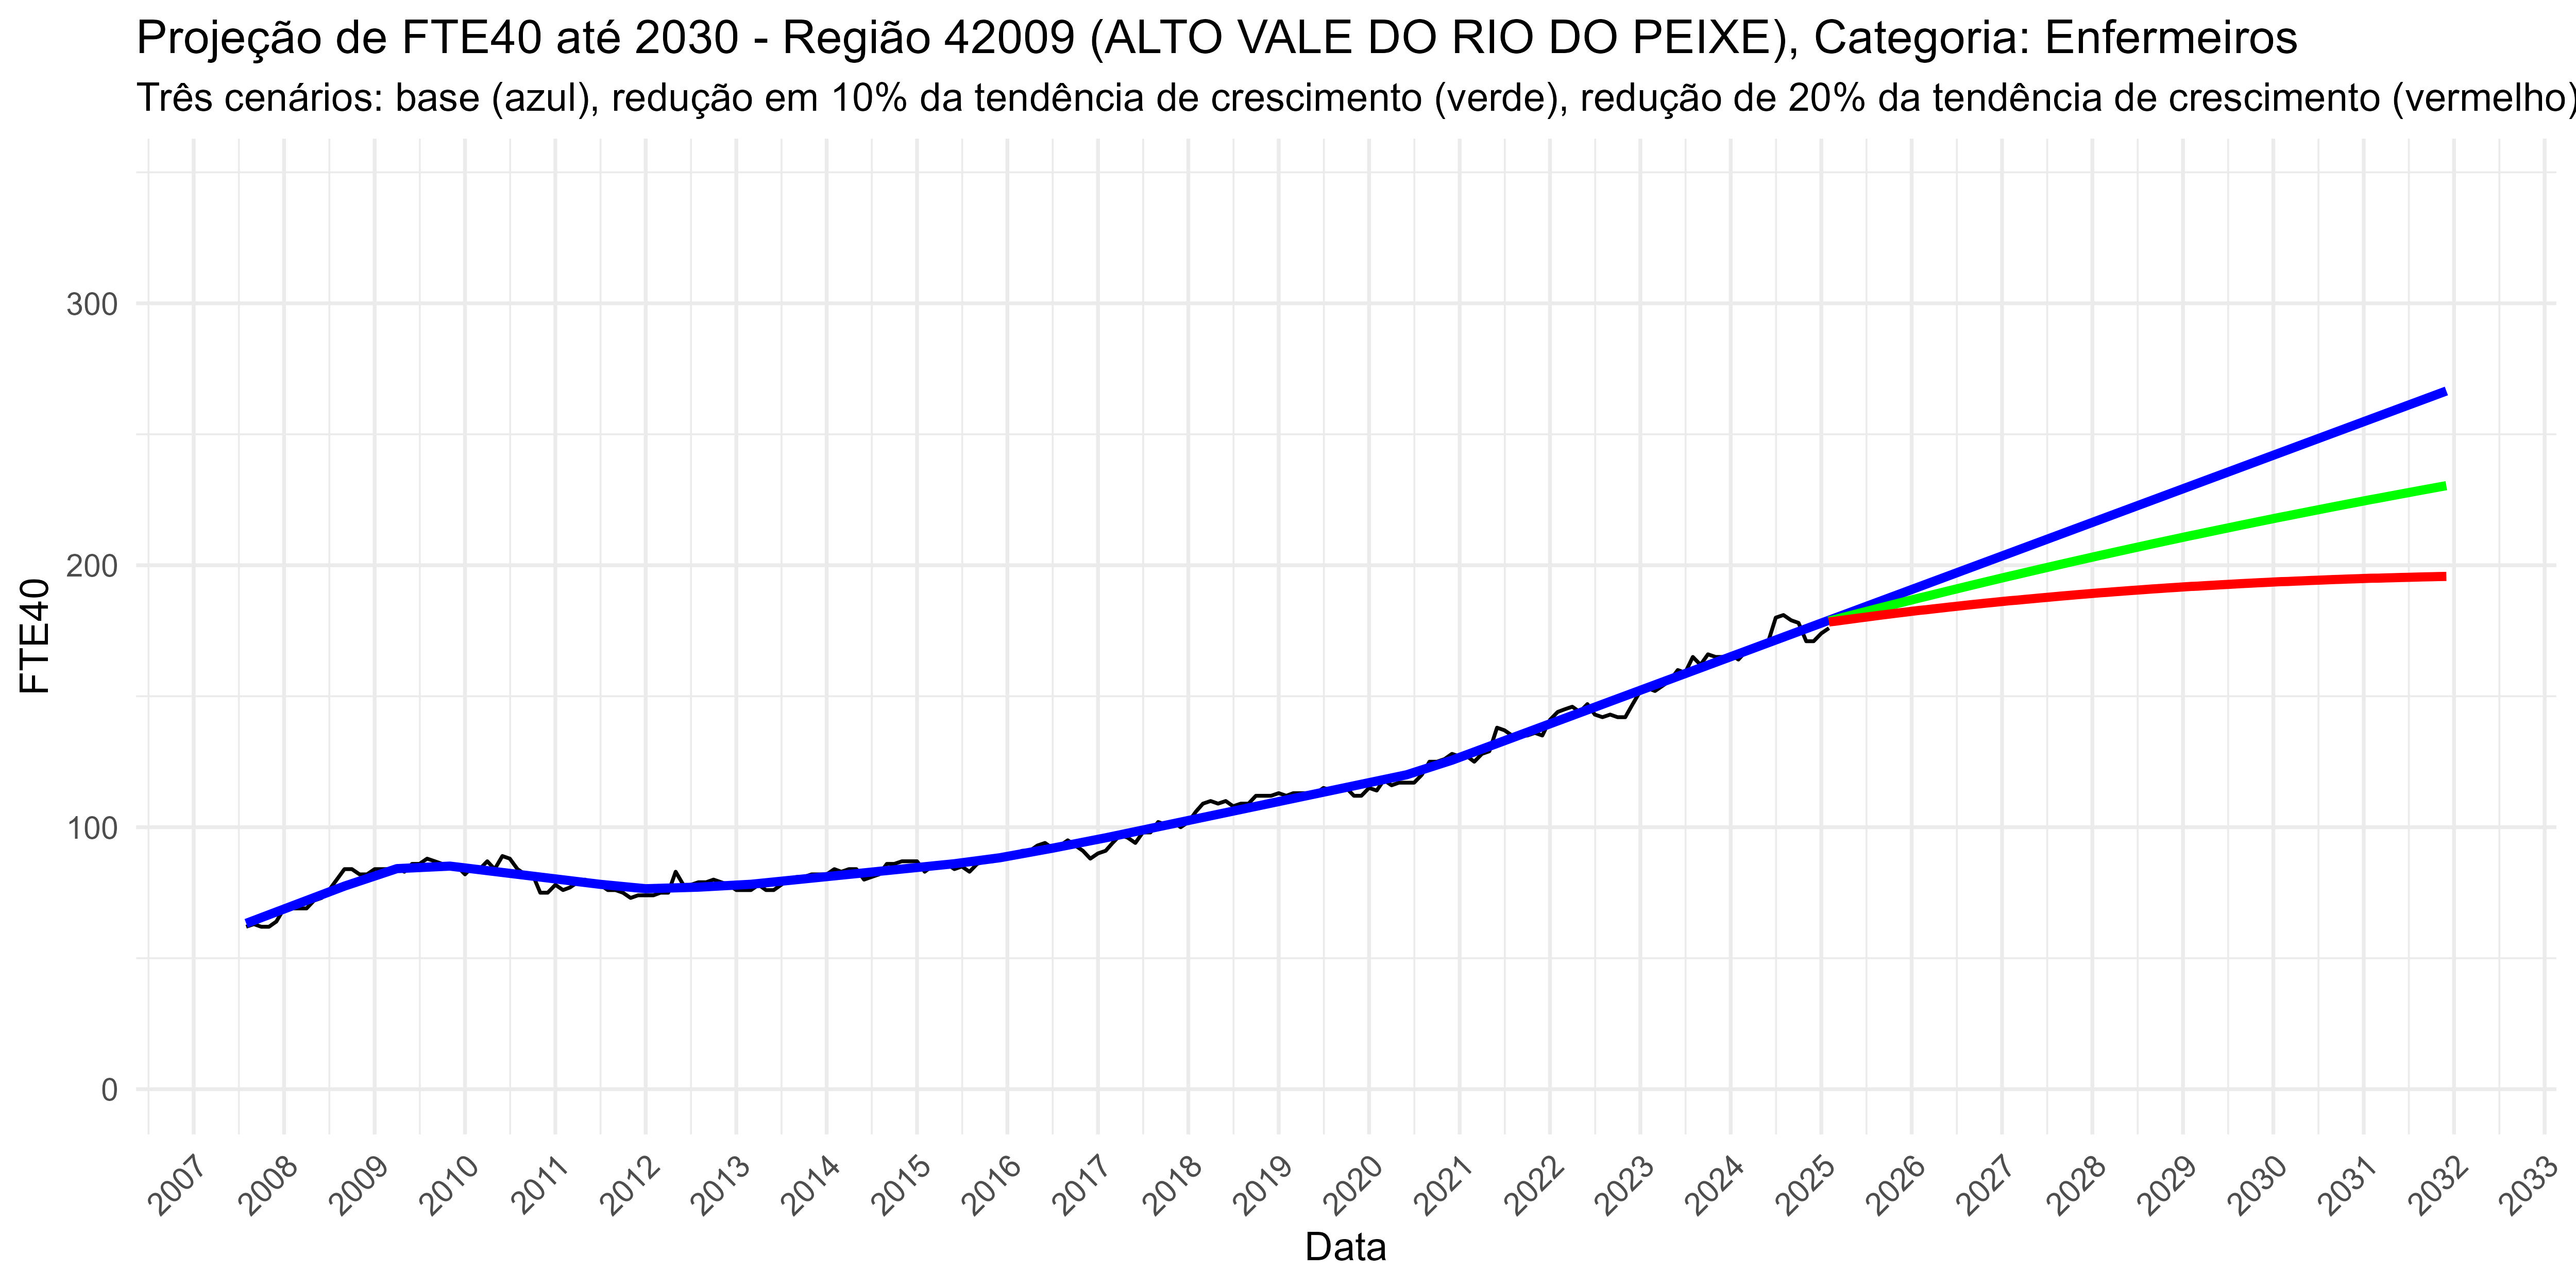 Projeção de FTE40 até 2030 - Região 42009 (ALTO VALE DO RIO DO PEIXE), Categoria: Enfermeiros
Três cenários: base (azul), redução em 10% da tendência de crescimento (verde), redução de 20% da tendência de crescimento (vermelho)
300
200
100
0
FTE40
2007 2008 2009 2010 2011 2012 2013 2014 2015 2016 2017 2018 2019 2020 2021 2022 2023 2024 2025 2026 2027 2028 2029 2030 2031 2032 2033
Data